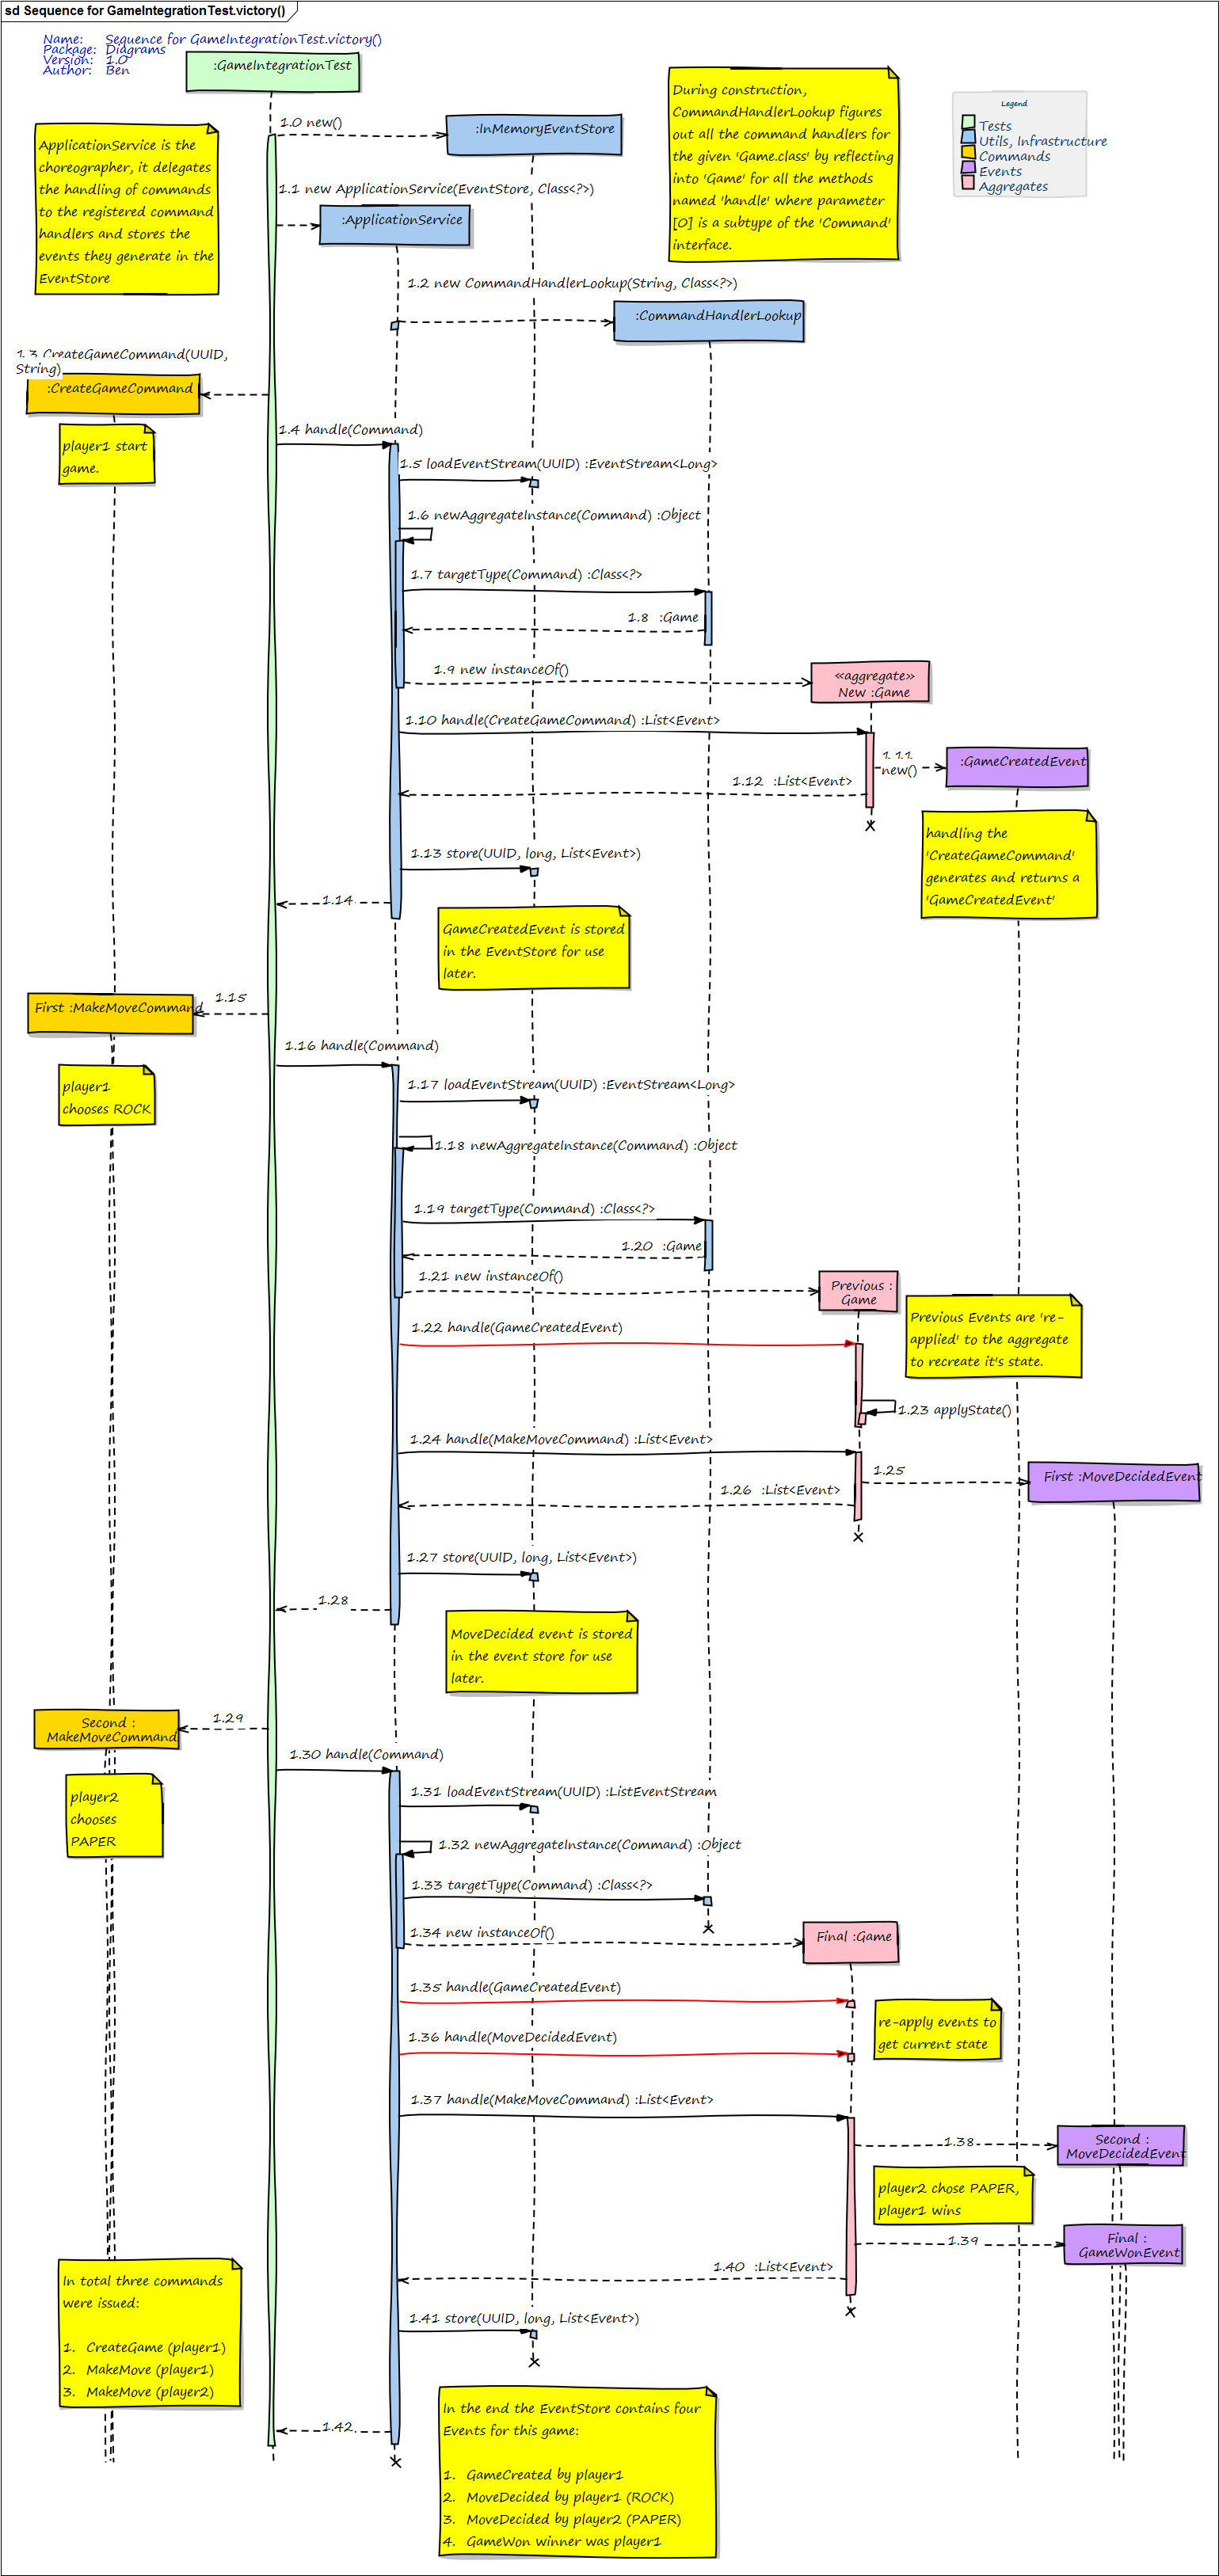 sd Sequence for GameIntegrationTest.victory()
Name: Sequence for GameIntegrationTest.victory()
Package: Diagrams
Version: 1.0
Author: Ben
:GameIntegrationTest
During construction,
CommandHandlerLookup figures
out all the command handlers for
the given 'Game.class' by reflecting
into 'Game' for all the methods
named 'handle' where parameter
[0] is a subtype of the 'Command'
interface.
Legend
Tests
Utils, Infrastructure
Commands
Events
Aggregates
1.0 new()
:InMemoryEventStore
ApplicationService is the
choreographer, it delegates
the handling of commands
to the registered command
handlers and stores the
events they generate in the
EventStore
1.1 new ApplicationService(EventStore, Class<?>)
:ApplicationService
1.2 new CommandHandlerLookup(String, Class<?>)
:CommandHandlerLookup
1.3 CreateGameCommand(UUID,
String)
:CreateGameCommand
player1 start
game.
1.4 handle(Command)
1.5 loadEventStream(UUID) :EventStream<Long>
1.6 newAggregateInstance(Command) :Object
1.7 targetType(Command) :Class<?>
1.8 :Game
1.9 new instanceOf()
«aggregate»
New :Game
1.10 handle(CreateGameCommand) :List<Event>
1.11.
new()
:GameCreatedEvent
1.12 :List<Event>
handling the
'CreateGameCommand'
generates and returns a
'GameCreatedEvent'
1.13 store(UUID, long, List<Event>)
1.14
GameCreatedEvent is stored
in the EventStore for use
later.
First :MakeMoveCommand
1.15
1.16 handle(Command)
player1
chooses ROCK
1.17 loadEventStream(UUID) :EventStream<Long>
1.18 newAggregateInstance(Command) :Object
1.19 targetType(Command) :Class<?>
1.20 :Game
1.21 new instanceOf()
Previous :
Game
Previous Events are 're-
applied' to the aggregate
to recreate it's state.
1.22 handle(GameCreatedEvent)
1.23 applyState()
1.24 handle(MakeMoveCommand) :List<Event>
1.25
First :MoveDecidedEvent
1.26 :List<Event>
1.27 store(UUID, long, List<Event>)
1.28
MoveDecided event is stored
in the event store for use
later.
Second :
MakeMoveCommand
1.29
1.30 handle(Command)
player2
chooses
PAPER
1.31 loadEventStream(UUID) :ListEventStream
1.32 newAggregateInstance(Command) :Object
1.33 targetType(Command) :Class<?>
1.34 new instanceOf()
Final :Game
1.35 handle(GameCreatedEvent)
re-apply events to
get current state
1.36 handle(MoveDecidedEvent)
1.37 handle(MakeMoveCommand) :List<Event>
1.38
Second :
MoveDecidedEvent
player2 chose PAPER,
player1 wins
1.39
Final :
GameWonEvent
1.40 :List<Event>
1.41 store(UUID, long, List<Event>)
In total three commands
were issued:
1. CreateGame (player1)
2. MakeMove (player1)
3. MakeMove (player2)
1.42
In the end the EventStore contains four
Events for this game:
1. GameCreated by player1
2. MoveDecided by player1 (ROCK)
3. MoveDecided by player2 (PAPER)
4. GameWon winner was player1